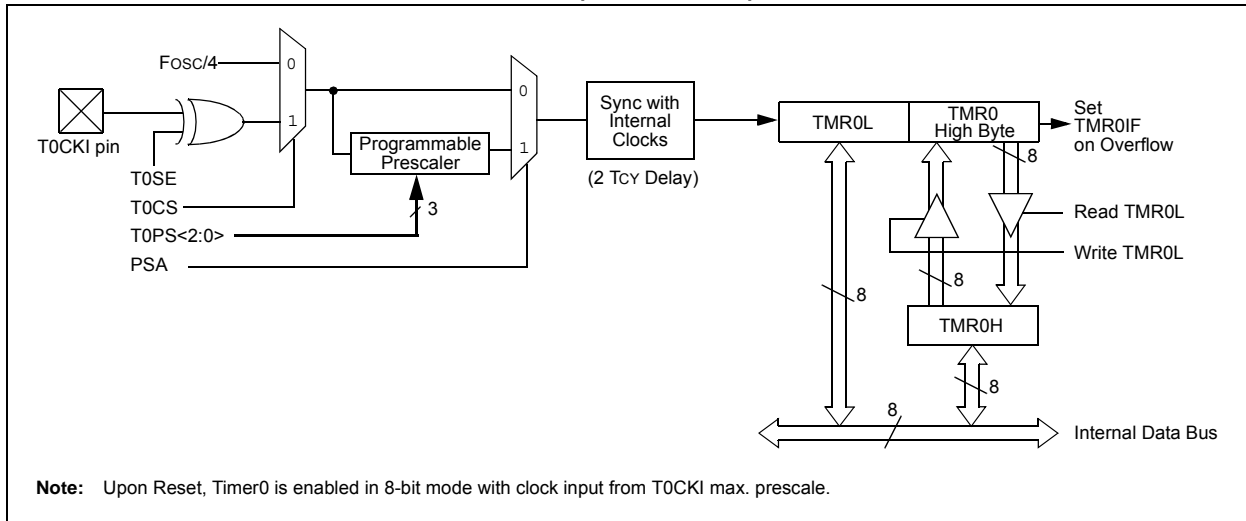 FOSC/4
0
1
T0CKI pin
T0SE
T0CS
T0PS<2:0>
PSA
Programmable
Prescaler
3
0
1
Sync with
Internal
Clocks
(2 TCY Delay)
TMR0L
TMR0
High Byte
Set
TMR0IF
on Overflow
8
Read TMR0L
Write TMR0L
8
8
TMR0H
8
8
Internal Data Bus
Note: Upon Reset, Timer0 is enabled in 8-bit mode with clock input from T0CKI max. prescale.